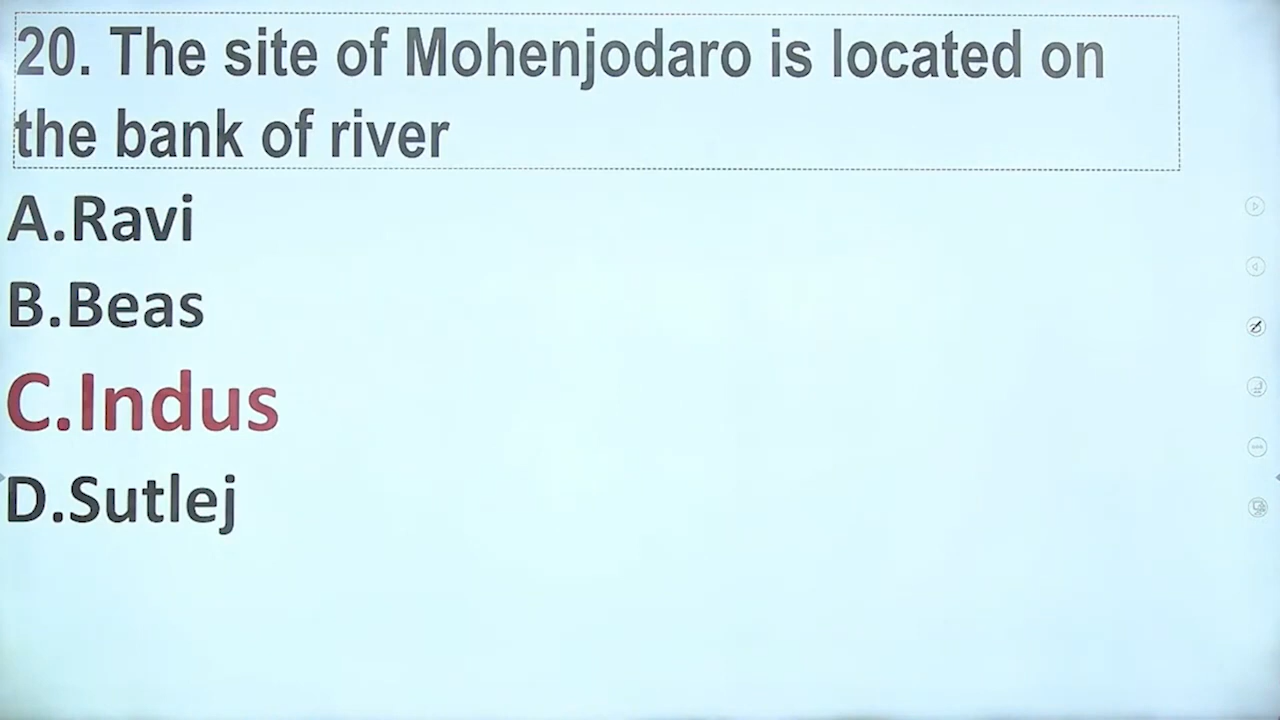 20. The site of Mohenjodaro is located on
the bank of river
A.Ravi
B.Beas
C.Indus
D.Sutlej